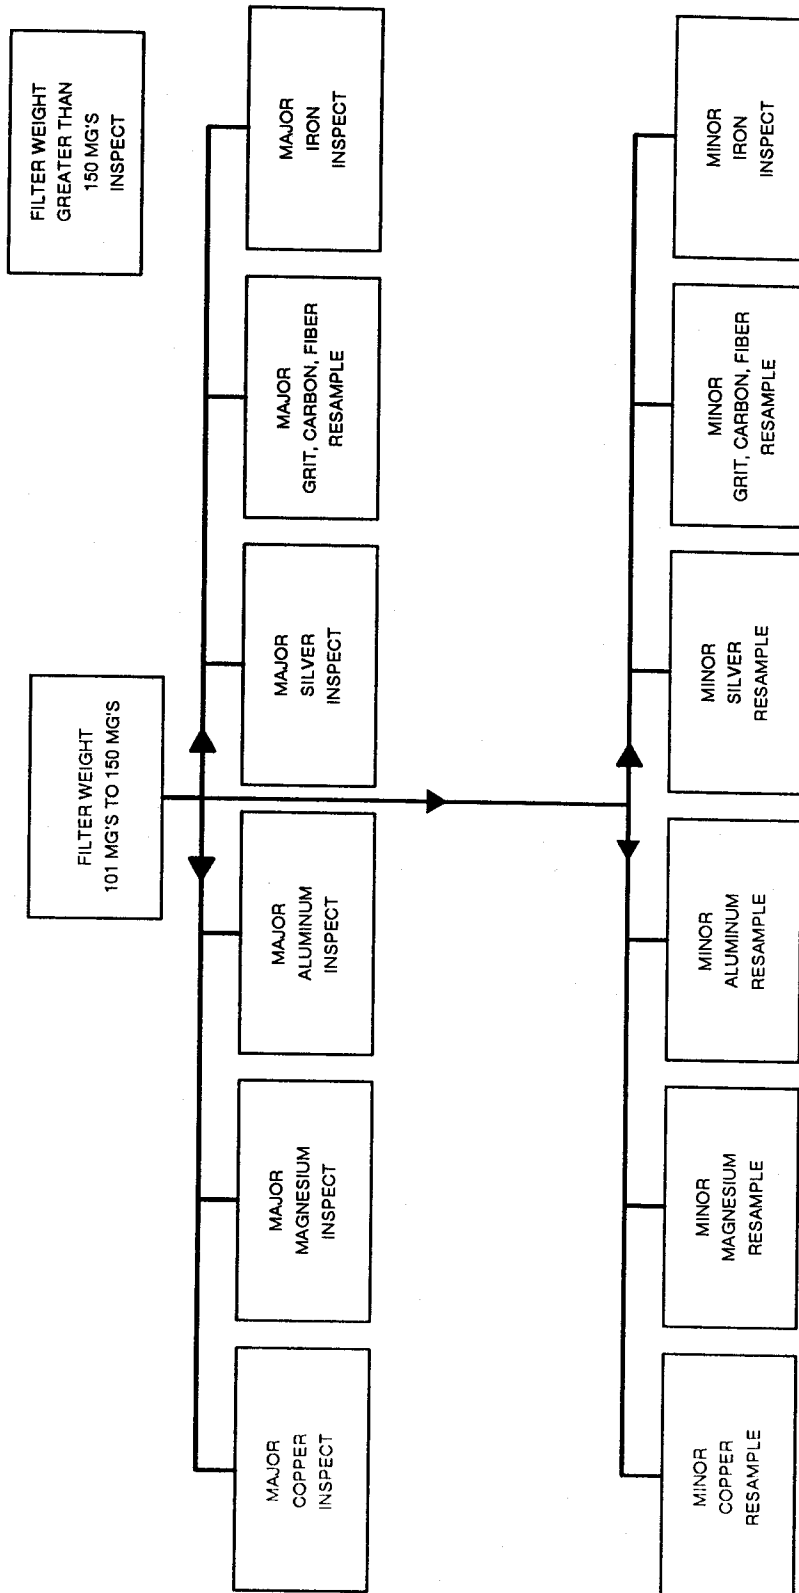 FILTER WEIGHT
GREATER THAN
150 MG'S
INSPECT
FILTER WEIGHT
101 MG'S TO 150 MG'S
MAJOR
COPPER
INSPECT
MAJOR
MAGNESIUM
INSPECT
MAJOR
ALUMINUM
INSPECT
MAJOR
SILVER
INSPECT
MAJOR
GRIT, CARBON, FIBER
RESAMPLE
MAJOR
IRON
INSPECT
MINOR
COPPER
RESAMPLE
MINOR
MAGNESIUM
RESAMPLE
MINOR
ALUMINUM
RESAMPLE
MINOR
SILVER
RESAMPLE
MINOR
GRIT, CARBON, FIBER
RESAMPLE
MINOR
IRON
INSPECT